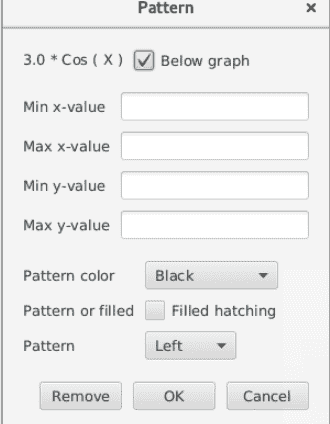 Pattern ×
3.0 * Cos ( X ) Below graph
Min x-value
Max x-value
Min y-value
Max y-value
Pattern color Black
Pattern or filled Filled hatching
Pattern Left
Remove OK Cancel